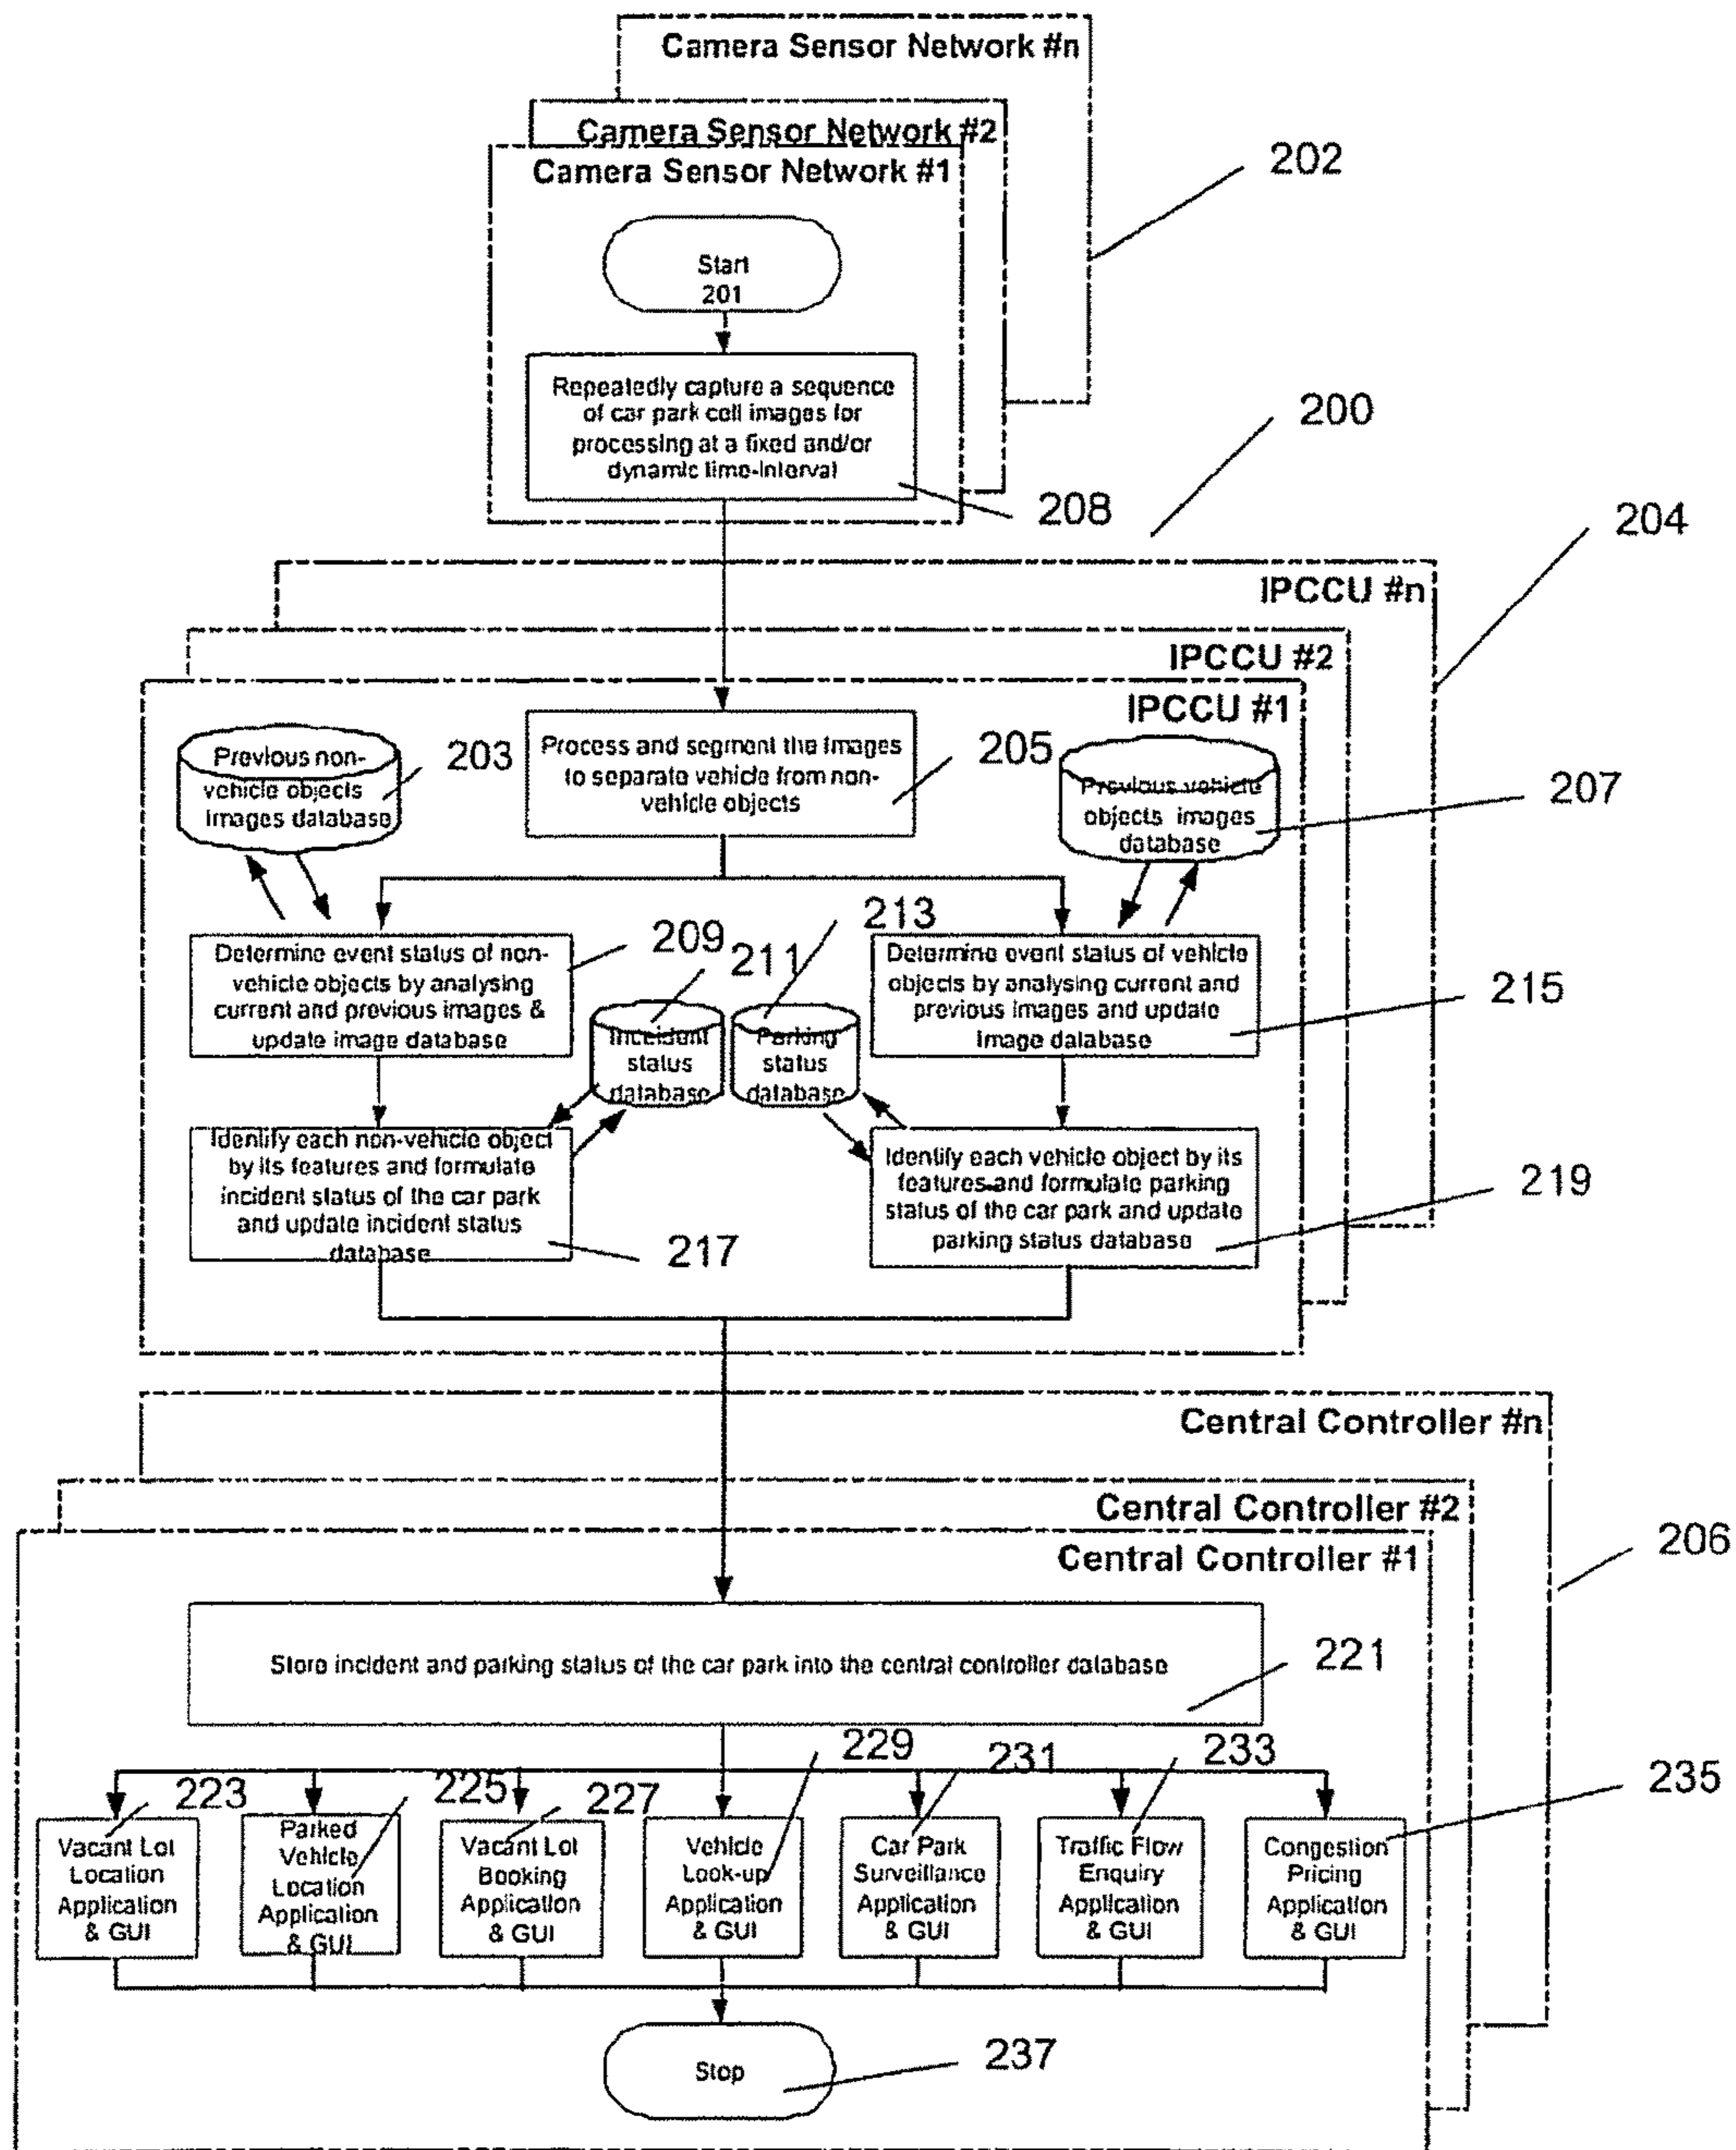 Camera Sensor Network #n
Camera Sensor Network #2
Camera Sensor Network #1
202
Start
201
Repeatedly capture a sequence
of car park cell images for
processing at a fixed and/or
dynamic time-interval
208
200
204
IPCCU #n
IPCCU #2
IPCCU #1
Previous non-
vehicle objects
images database
203
Process and segment the images
to separate vehicle from non-
vehicle objects
205
Previous vehicle
objects images
database
207
Determine event status of non-
vehicle objects by analysing
current and previous images &
update image database
209
211
Inceident
status
database
213
Parking
status
database
Determine event status of vehicle
objects by analysing current and
previous images and update
image database
215
Identify each non-vehicle object
by its features and formulate
incident status of the car park
and update incident status
database
217
Identify each vehicle object by its
features and formulate parking
status of the car park and update
parking status database
219
Central Controller #n
Central Controller #2
Central Controller #1
206
Store incident and parking status of the car park into the central controller database
221
223
Vacant Lot
Location
Application
& GUI
225
Parked
Vehicle
Location
Application
& GUI
227
Vacant Lot
Booking
Application
& GUI
229
Vehicle
Look-up
Application
& GUI
231
Car Park
Surveillance
Application
& GUI
233
Traffic Flow
Enquiry
Application
& GUI
235
Congestion
Pricing
Application
& GUI
Stop
237